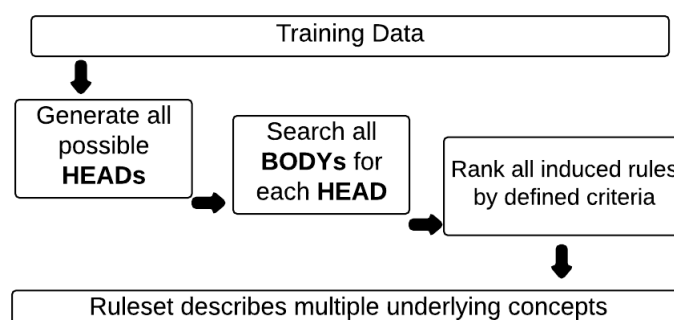 Training Data
Generate all
possible
HEADs
Search all
BODYs for
each HEAD
Rank all induced rules
by defined criteria
Ruleset describes multiple underlying concepts